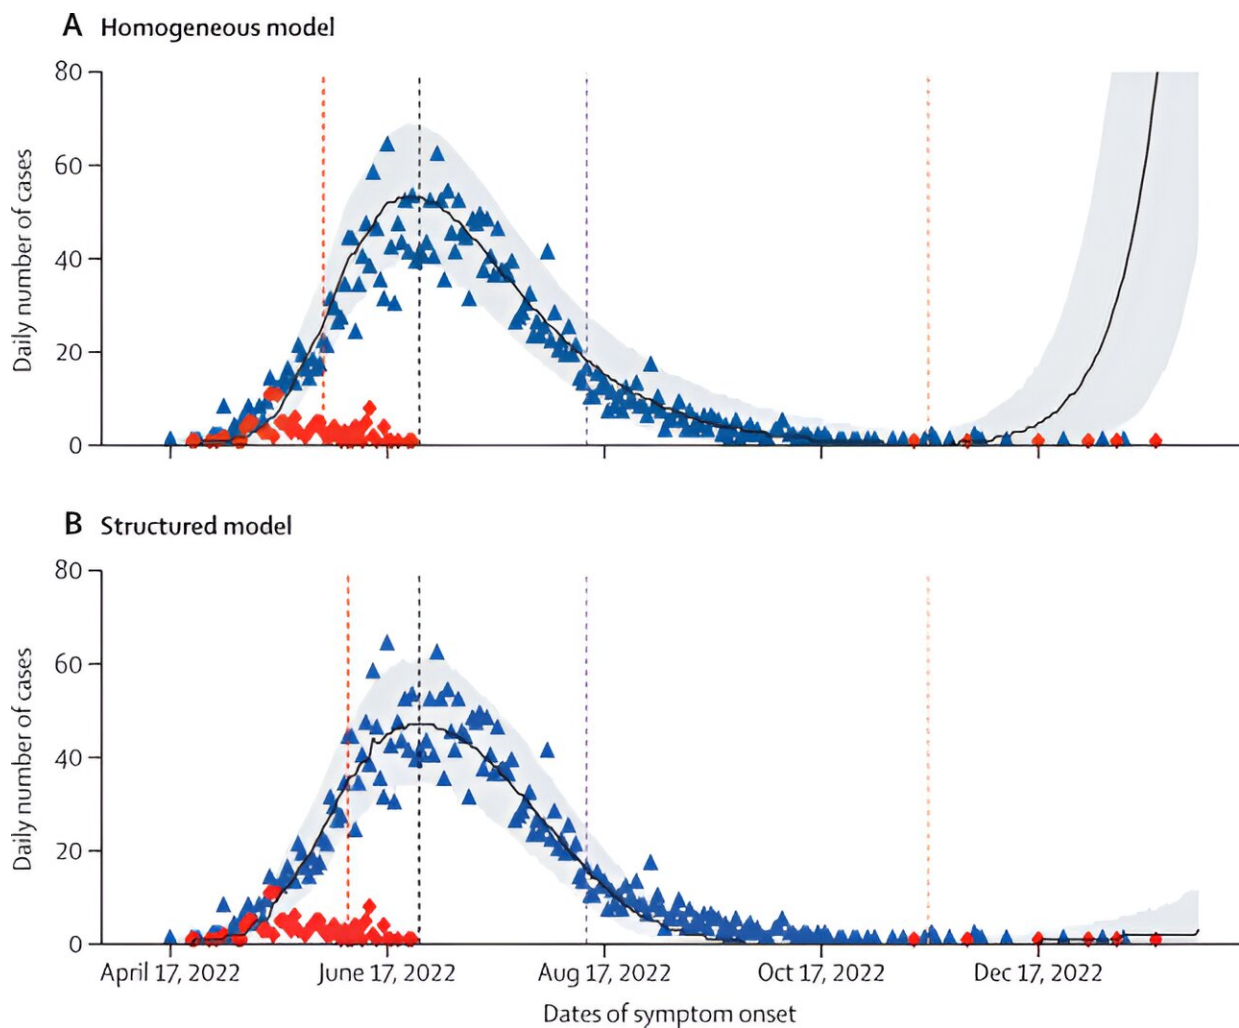 A Homogeneous model
80
60
40
20
0
Daily number of cases
B Structured model
80
60
40
20
0
Daily number of cases
April 17, 2022 June 17, 2022 Aug 17, 2022 Oct 17, 2022 Dec 17, 2022
Dates of symptom onset